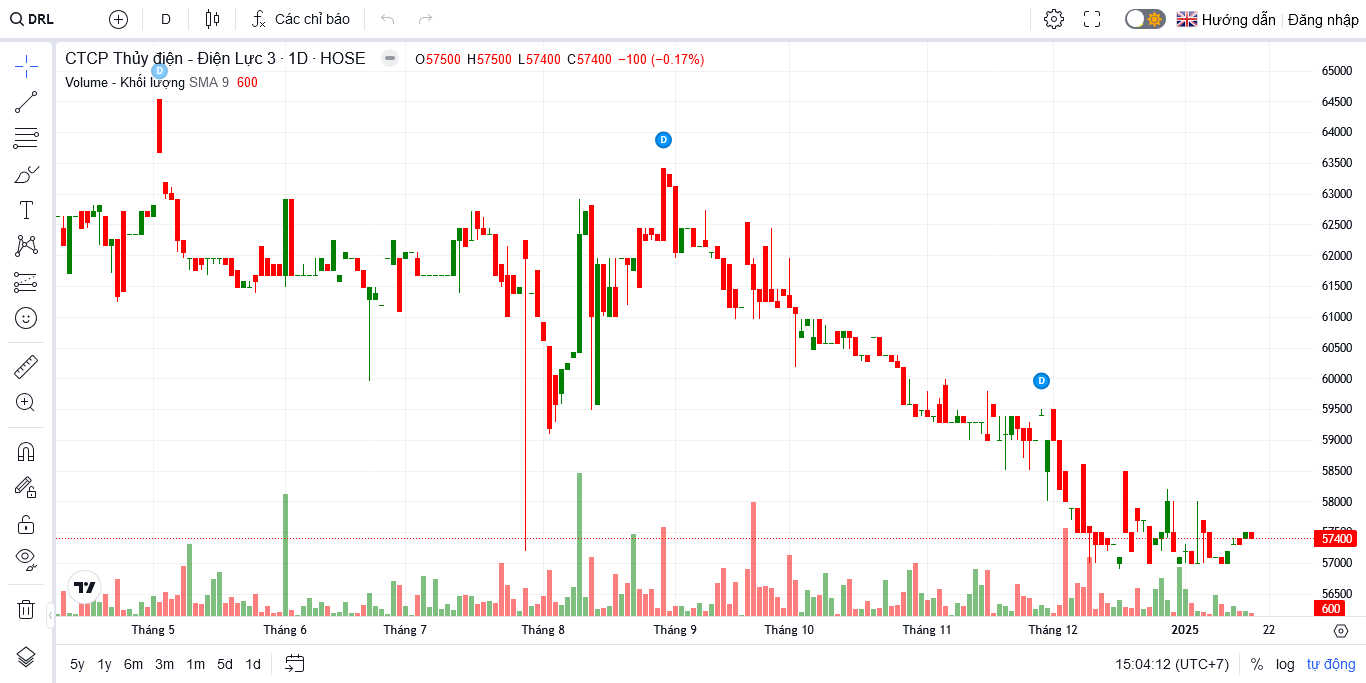 DRL D Các chỉ báo Hướng dẫn Đăng nhập
CTCP Thủy điện - Điện Lực 3 · 1D · HOSE O57500 H57500 L57400 C57400 −100 (−0.17%)
Volume - Khối lượng SMA 9 600
D
D
D
65000
64500
64000
63500
63000
62500
62000
61500
61000
60500
60000
59500
59000
58500
58000
57500
57400
57000
56500
600
Tháng 5 Tháng 6 Tháng 7 Tháng 8 Tháng 9 Tháng 10 Tháng 11 Tháng 12 2025 22
5y 1y 6m 3m 1m 5d 1d 15:04:12 (UTC+7) % log tự động